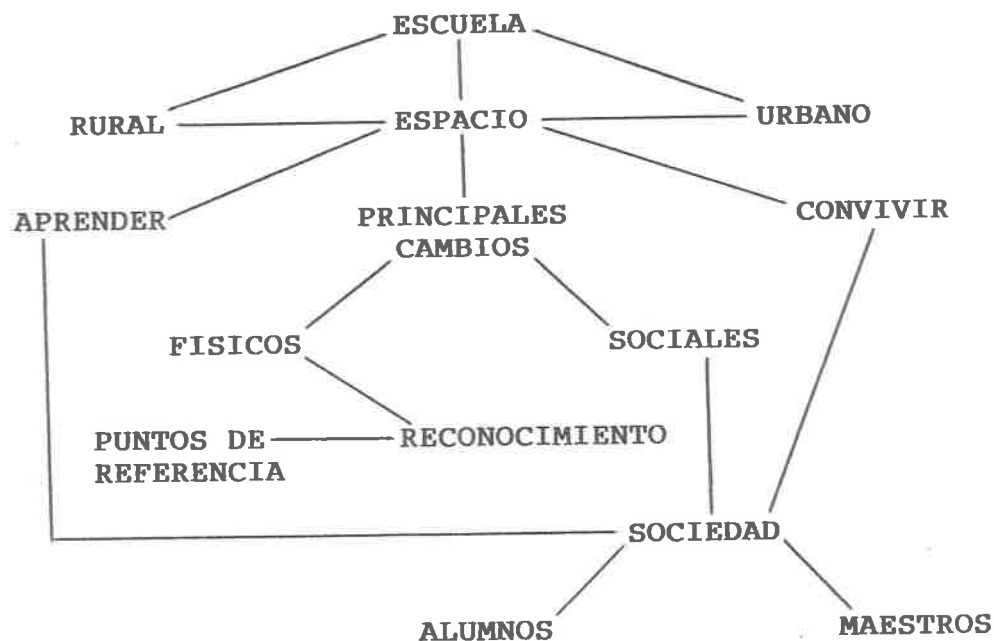 ESCUELA
RURAL
ESPACIO
URBANO
APRENDER
PRINCIPALES
CAMBIOS
CONVIVIR
FISICOS
SOCIALES
PUNTOS DE
REFERENCIA
RECONOCIMIENTO
SOCIEDAD
ALUMNOS
MAESTROS